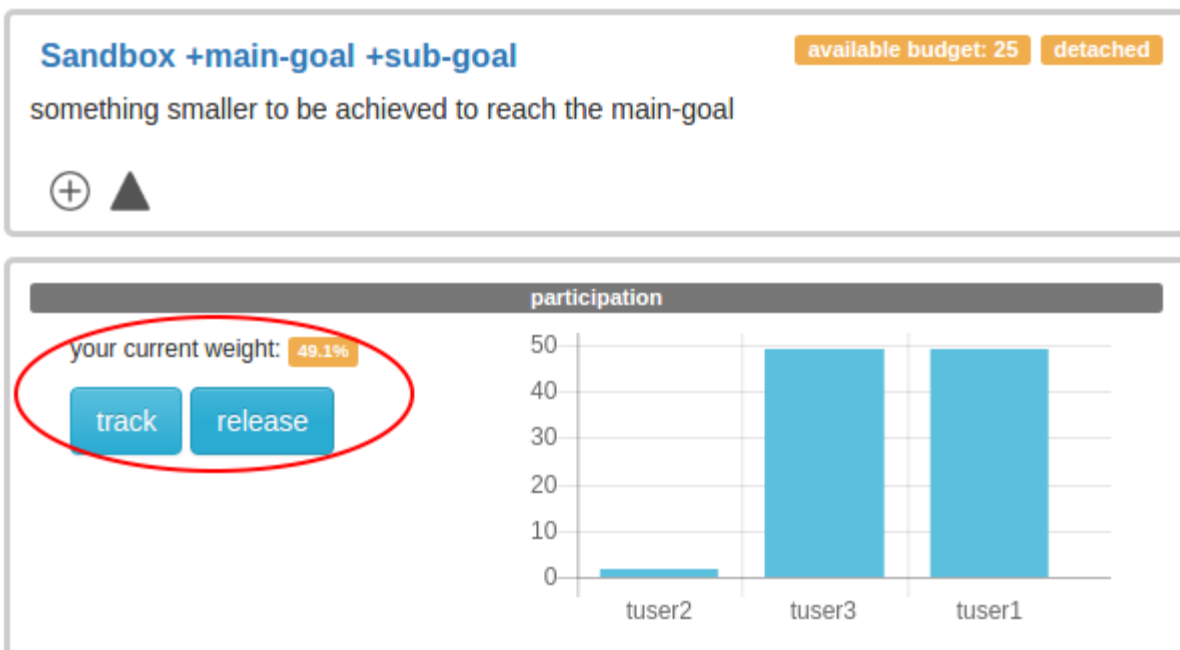 Sandbox +main-goal +sub-goal
available budget: 25
detached
something smaller to be achieved to reach the main-goal
participation
your current weight: 49.1%
track
release
50
40
30
20
10
0
tuser2
tuser3
tuser1